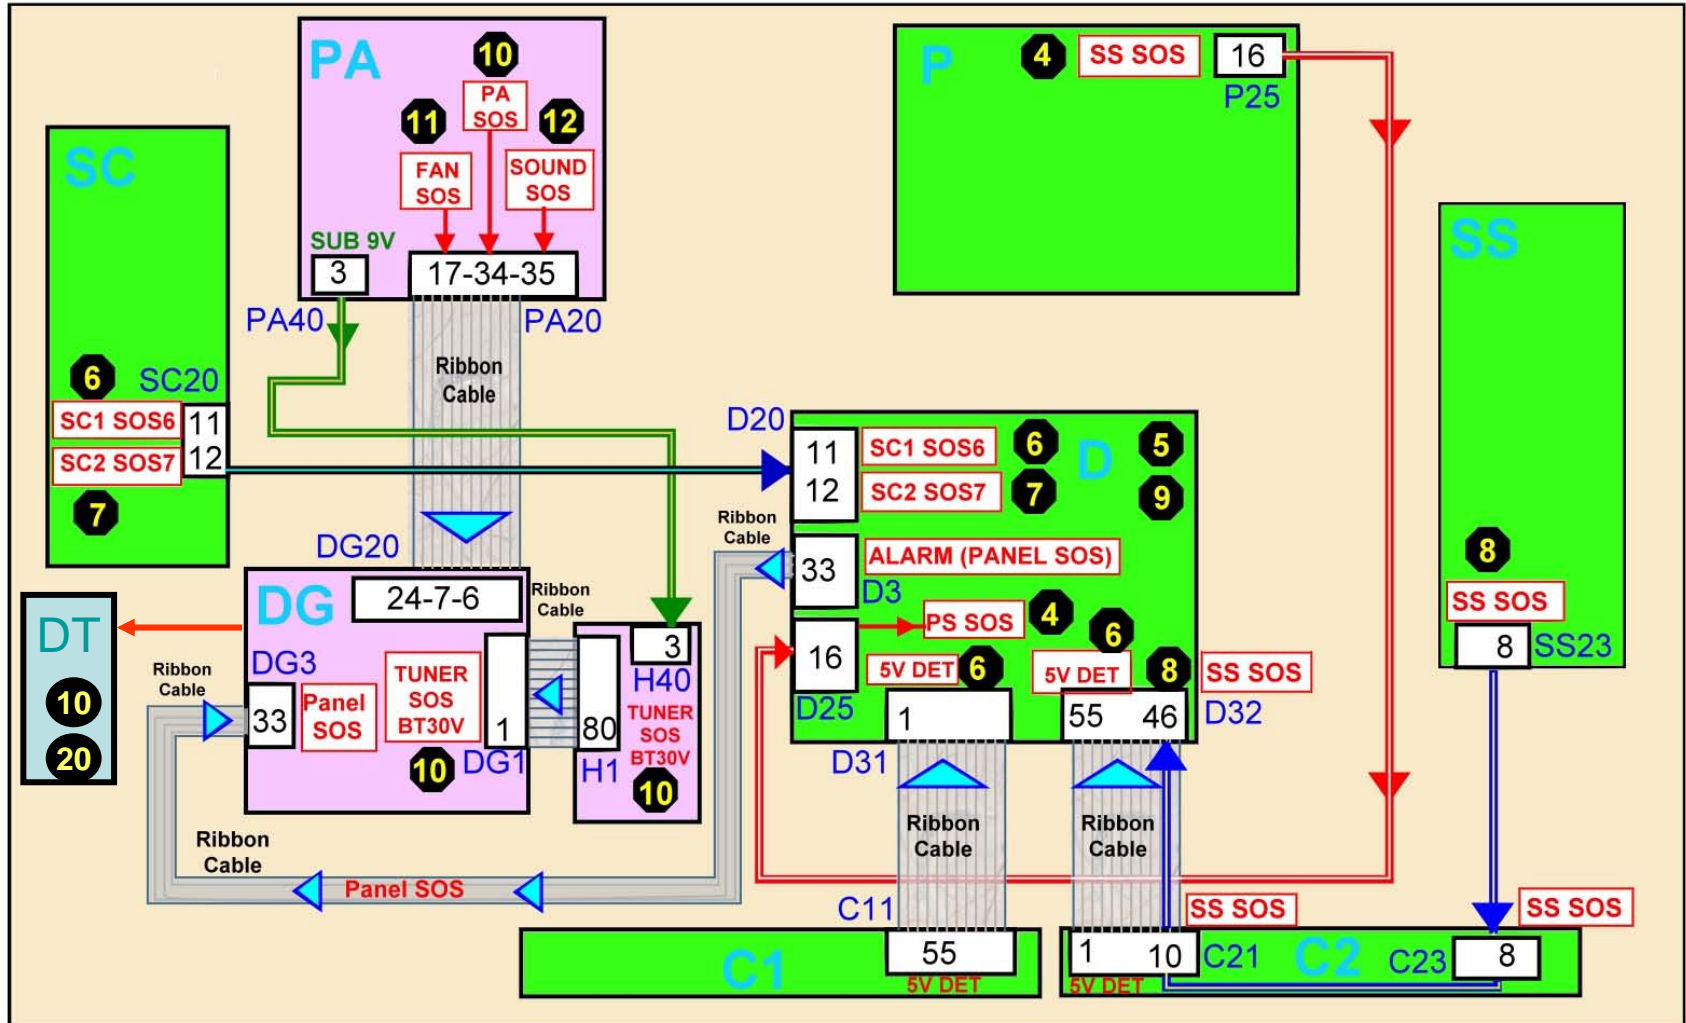 PA
10
PA
SOS
11
12
FAN
SOS
SOUND
SOS
SUB 9V
3
17-34-35
PA40
PA20
Ribbon
Cable
P
4
SS SOS
16
P25
SC
6
SC20
SC1 SOS6
11
SC2 SOS7
12
7
SS
8
SS SOS
8
SS23
D20
11
SC1 SOS6
6
D
5
12
SC2 SOS7
7
9
Ribbon
Cable
33
ALARM (PANEL SOS)
D3
PS SOS
4
16
6
5V DET
6
5V DET
8
SS SOS
D25
1
55
46
D32
D31
DG20
DG
24-7-6
Ribbon
Cable
DT
10
20
Ribbon
Cable
DG3
33
Panel
SOS
TUNER
SOS
BT30V
1
10
DG1
3
H40
80
TUNER
SOS
BT30V
H1
10
Ribbon
Cable
Panel SOS
Ribbon
Cable
Ribbon
Cable
C11
SS SOS
SS SOS
C1
55
5V DET
1
10
C21
5V DET
C2
C23
8